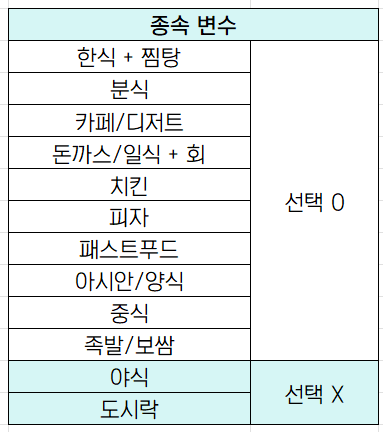 종속 변수
한식 + 찜탕
분식
카페/디저트
돈까스/일식 + 회
치킨
피자
패스트푸드
아시안/양식
중식
족발/보쌈
선택 O
야식
도시락
선택 X